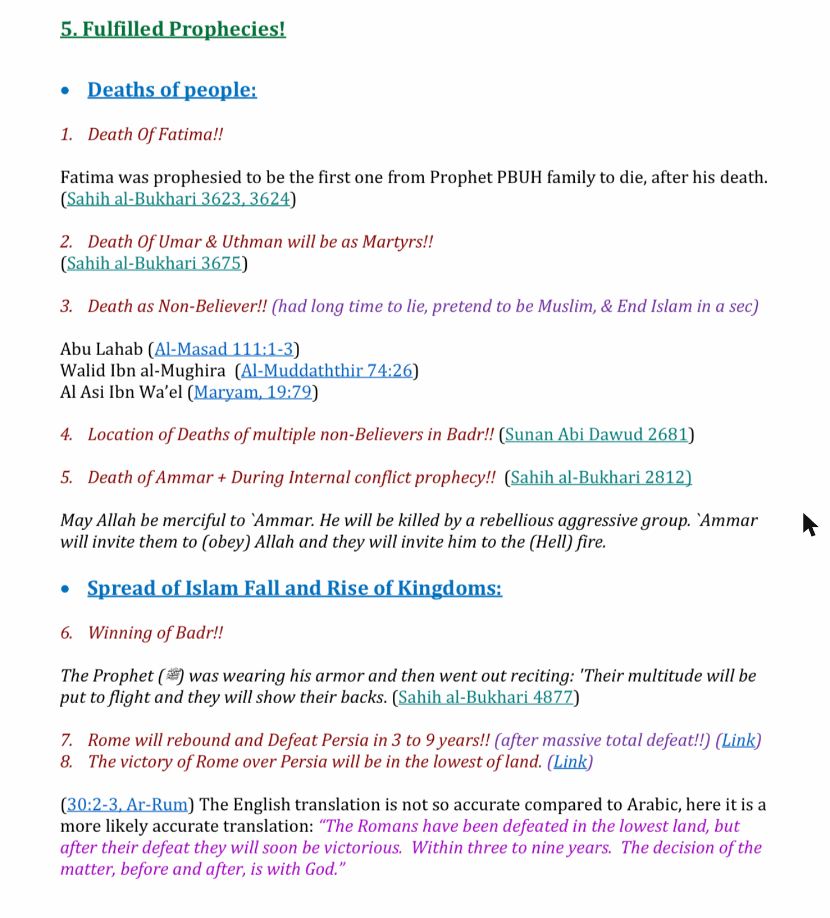 5. Fulfilled Prophecies!
• Deaths of people:
1. Death Of Fatima!!
Fatima was prophesied to be the first one from Prophet PBUH family to die, after his death.
(Sahih al-Bukhari 3623, 3624)
2. Death Of Umar & Uthman will be as Martyrs!!
(Sahih al-Bukhari 3675)
3. Death as Non-Believer!! (had long time to lie, pretend to be Muslim, & End Islam in a sec)
Abu Lahab (Al-Masad 111:1-3)
Walid Ibn al-Mughira (Al-Muddaththir 74:26)
Al Asi Ibn Wa’el (Maryam, 19:79)
4. Location of Deaths of multiple non-Believers in Badr!! (Sunan Abi Dawud 2681)
5. Death of Ammar + During Internal conflict prophecy!! (Sahih al-Bukhari 2812)
May Allah be merciful to `Ammar. He will be killed by a rebellious aggressive group. `Ammar
will invite them to (obey) Allah and they will invite him to the (Hell) fire.
• Spread of Islam Fall and Rise of Kingdoms:
6. Winning of Badr!!
The Prophet (ﷺ) was wearing his armor and then went out reciting: 'Their multitude will be
put to flight and they will show their backs. (Sahih al-Bukhari 4877)
7. Rome will rebound and Defeat Persia in 3 to 9 years!! (after massive total defeat!!) (Link)
8. The victory of Rome over Persia will be in the lowest of land. (Link)
(30:2-3, Ar-Rum) The English translation is not so accurate compared to Arabic, here it is a
more likely accurate translation: “The Romans have been defeated in the lowest land, but
after their defeat they will soon be victorious. Within three to nine years. The decision of the
matter, before and after, is with God.”